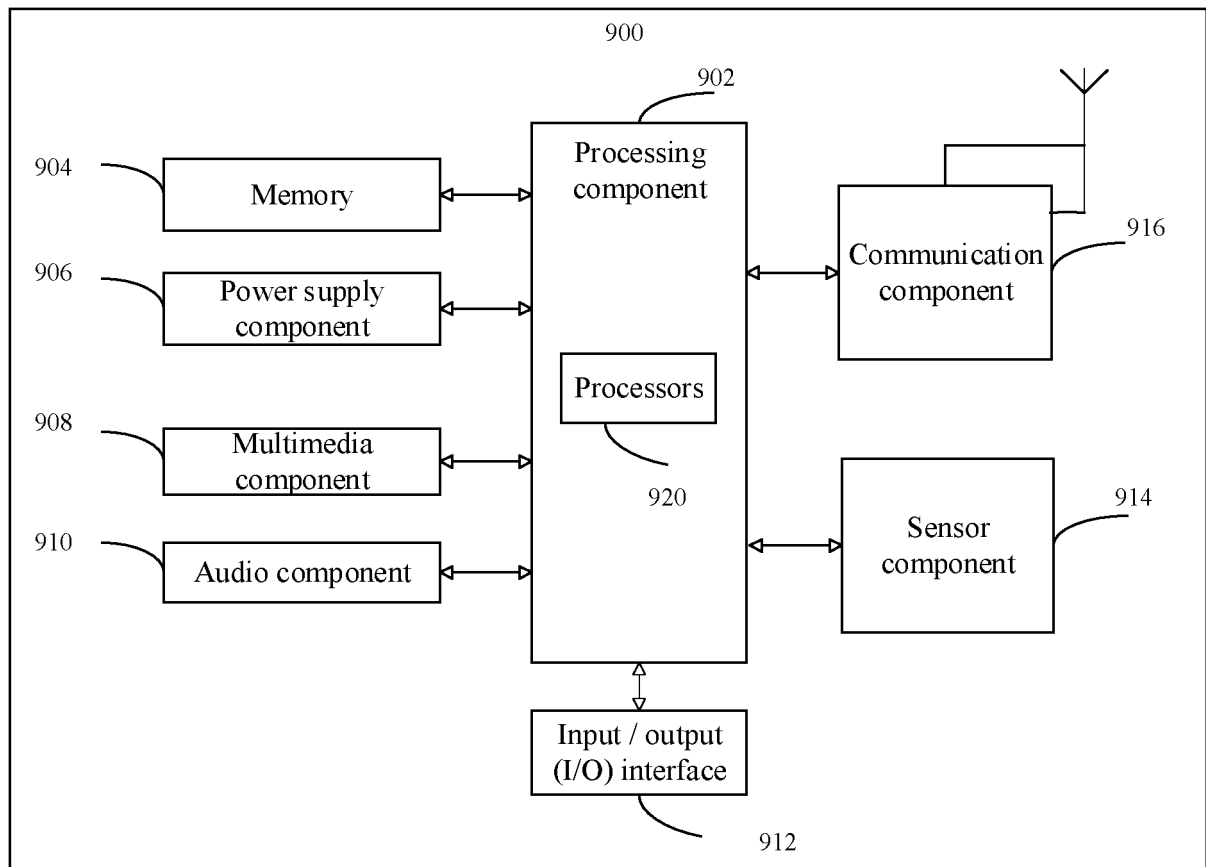 900
902
Processing
component
904
Memory
916
Communication
component
906
Power supply
component
Processors
920
908
Multimedia
component
914
Sensor
component
910
Audio component
Input / output
(I/O) interface
912